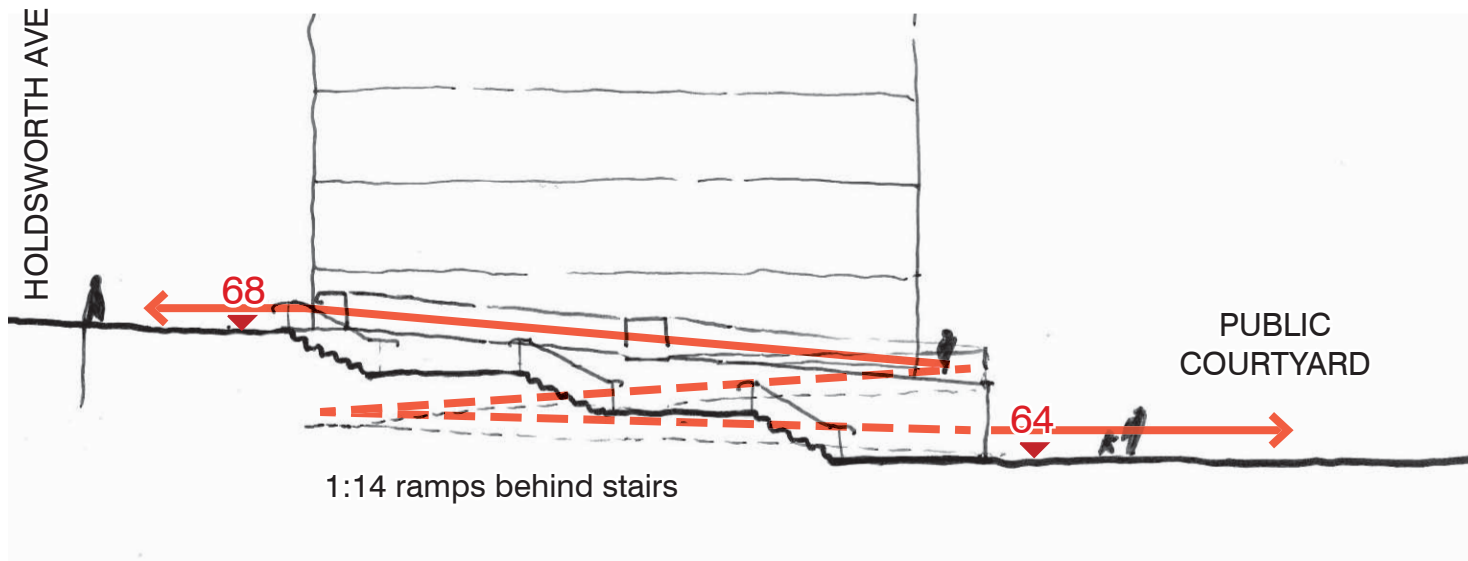 HOLDSWORTH AVE
68
PUBLIC
COURTYARD
64
1:14 ramps behind stairs